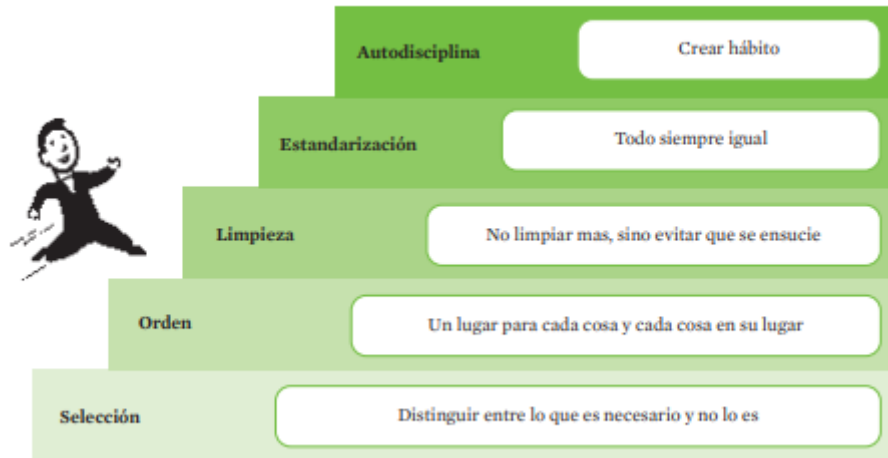 Autodisciplina Crear hábito
Estandarización Todo siempre igual
Limpieza No limpiar mas, sino evitar que se ensucie
Orden Un lugar para cada cosa y cada cosa en su lugar
Selección Distinguir entre lo que es necesario y no lo es